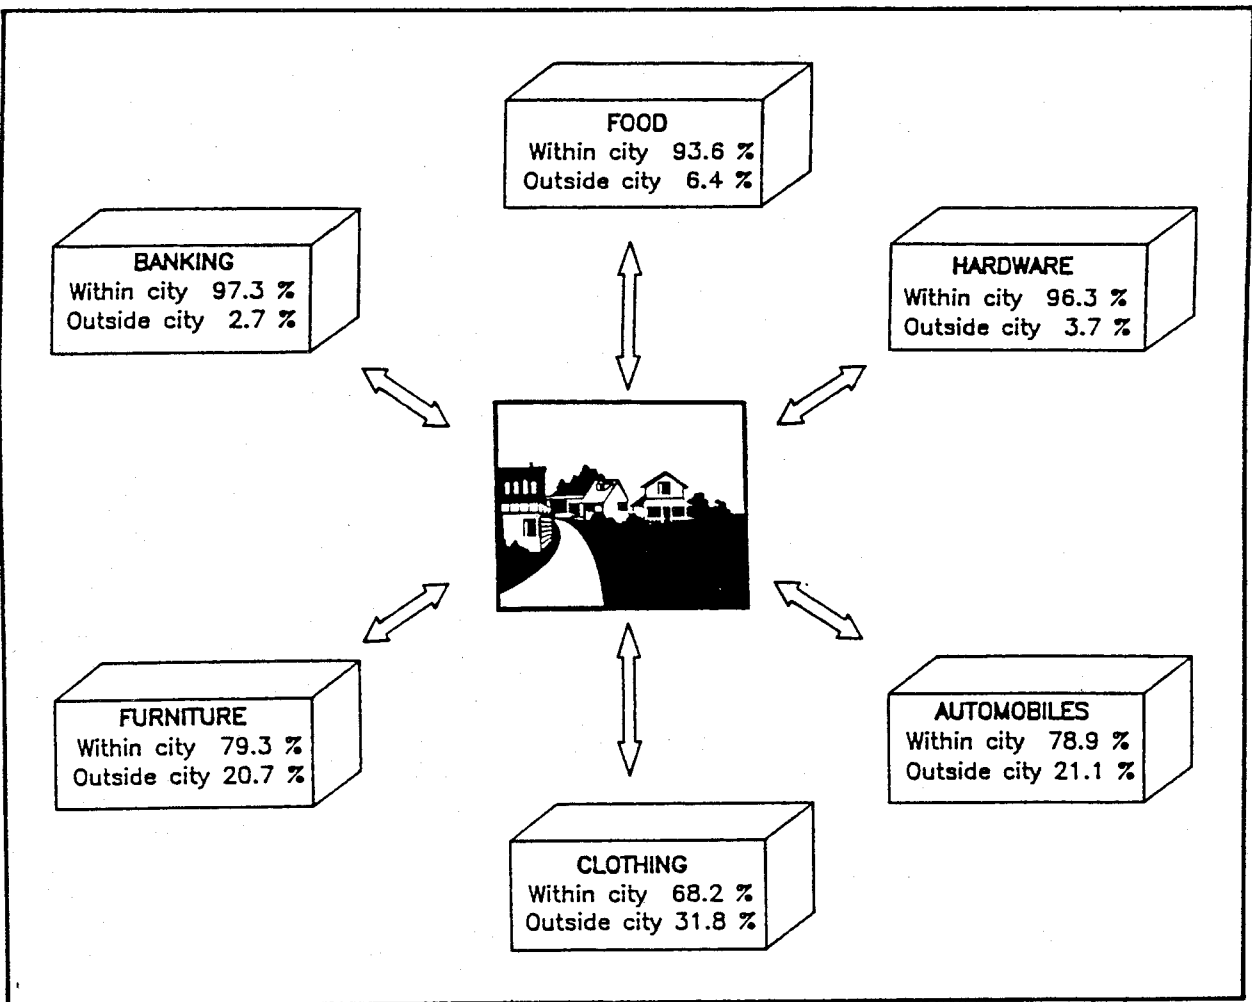 FOOD
Within city 93.6 %
Outside city 6.4 %
BANKING
Within city 97.3 %
Outside city 2.7 %
HARDWARE
Within city 96.3 %
Outside city 3.7 %
FURNITURE
Within city 79.3 %
Outside city 20.7 %
AUTOMOBILES
Within city 78.9 %
Outside city 21.1 %
CLOTHING
Within city 68.2 %
Outside city 31.8 %